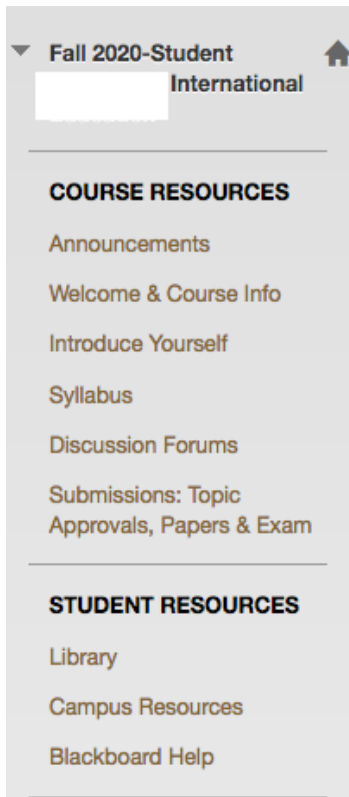 Fall 2020-Student
International
COURSE RESOURCES
Announcements
Welcome & Course Info
Introduce Yourself
Syllabus
Discussion Forums
Submissions: Topic
Approvals, Papers & Exam
STUDENT RESOURCES
Library
Campus Resources
Blackboard Help